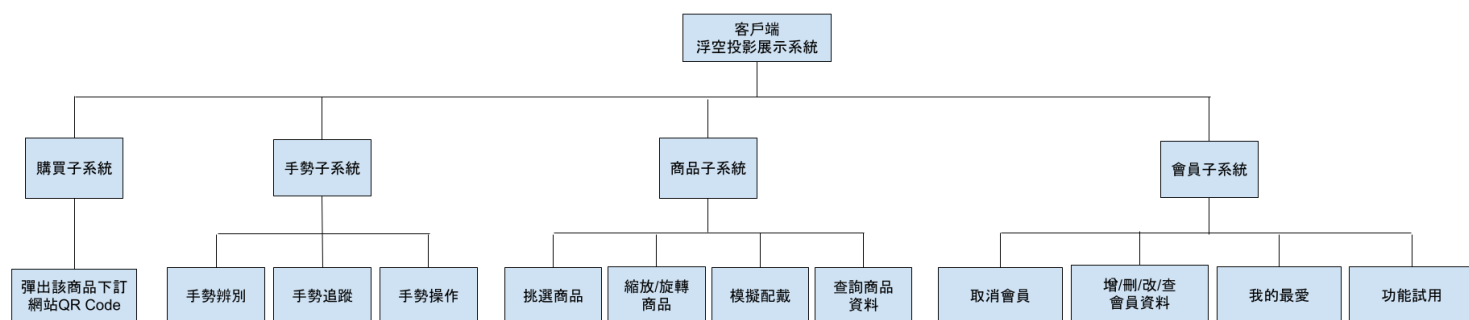 客戶端
浮空投影展示系統
購買子系統
手勢子系統
商品子系統
會員子系統
彈出該商品下訂
網站QR Code
手勢辨別
手勢追蹤
手勢操作
挑選商品
縮放/旋轉
商品
模擬配戴
查詢商品
資料
取消會員
增/刪/改/查
會員資料
我的最愛
功能試用